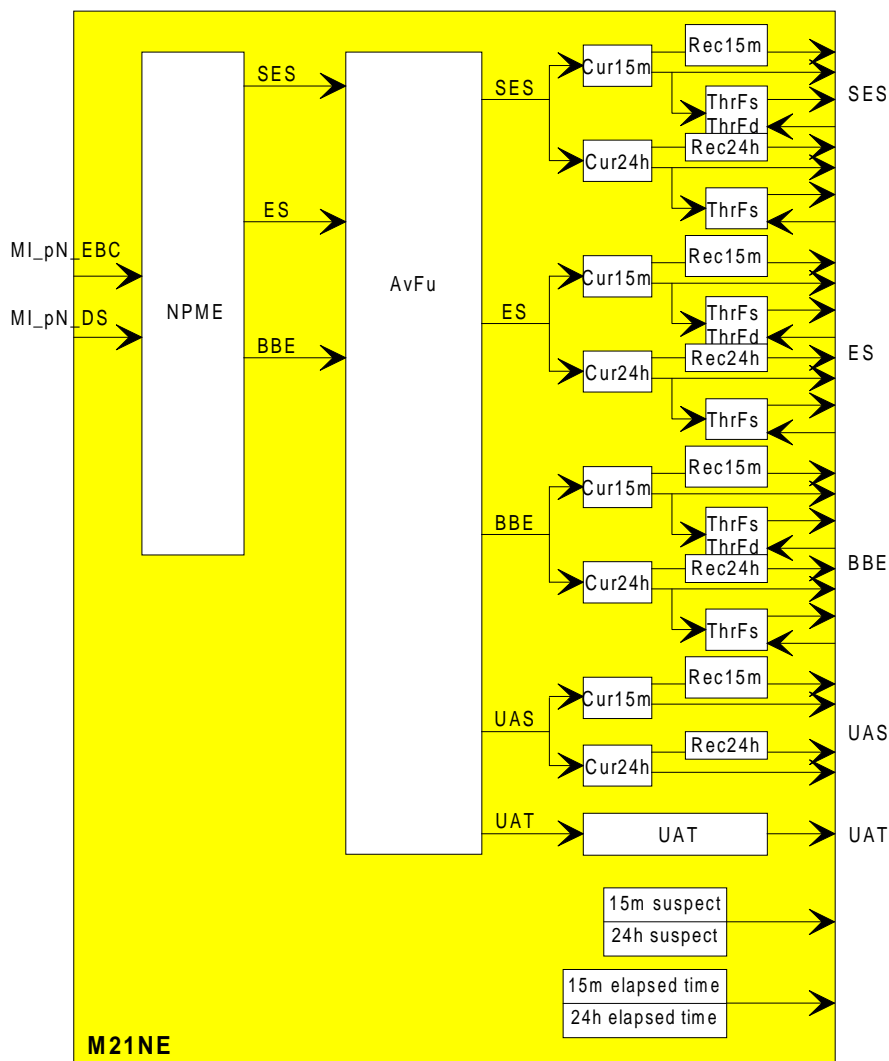 Rec15m
SES
Cur15m
SES
ThrFs
SES
ThrFd
Rec24h
Cur24h
ES
ThrFs
MI_pN_EBC
Rec15m
Cur15m
AvFu
MI_pN_DS
NPME
ES
ThrFs
ThrFd
BBE
Rec24h
ES
Cur24h
ThrFs
Rec15m
Cur15m
BBE
ThrFs
ThrFd
Rec24h
BBE
Cur24h
ThrFs
Rec15m
Cur15m
UAS
UAS
Rec24h
Cur24h
UAT
UAT
UAT
15m suspect
24h suspect
15m elapsed time
24h elapsed time
M21NE